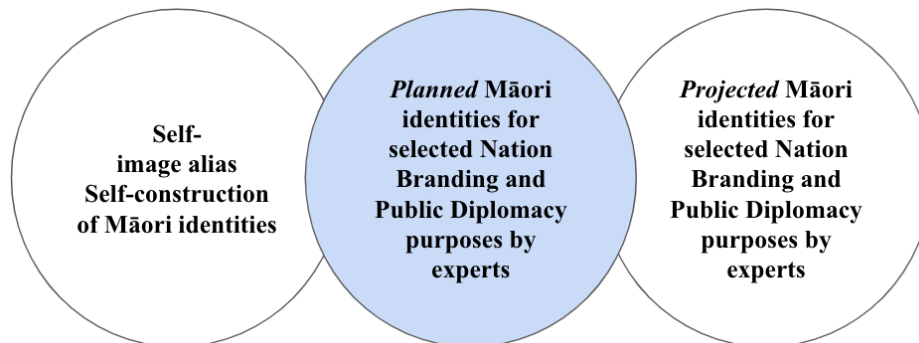 Self-
image alias
Self-construction
of Māori identities
Planned Māori
identities for
selected Nation
Branding and
Public Diplomacy
purposes by
experts
Projected Māori
identities for
selected Nation
Branding and
Public Diplomacy
purposes by
experts